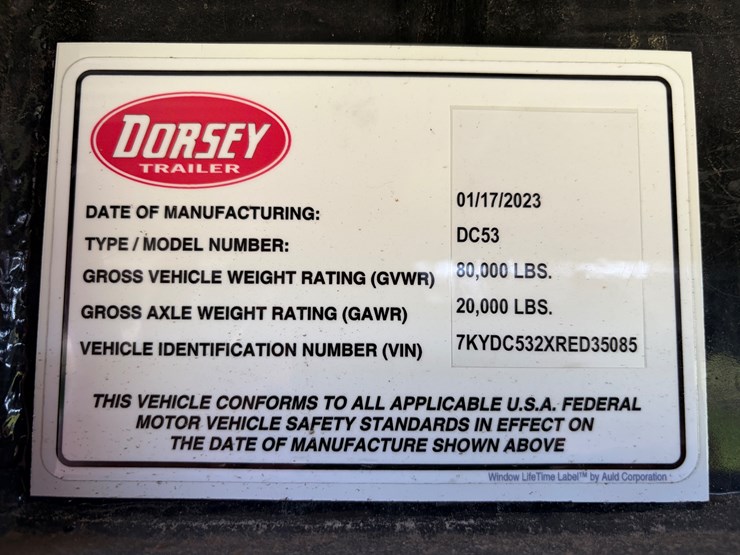 DORSEY
TRAILER
DATE OF MANUFACTURING: 01/17/2023
TYPE / MODEL NUMBER: DC53
GROSS VEHICLE WEIGHT RATING (GVWR) 80,000 LBS.
GROSS AXLE WEIGHT RATING (GAWR) 20,000 LBS.
VEHICLE IDENTIFICATION NUMBER (VIN) 7KYDC532XRED35085
THIS VEHICLE CONFORMS TO ALL APPLICABLE U.S.A. FEDERAL
MOTOR VEHICLE SAFETY STANDARDS IN EFFECT ON
THE DATE OF MANUFACTURE SHOWN ABOVE
Window LifeTime Label™ by Auld Corporation